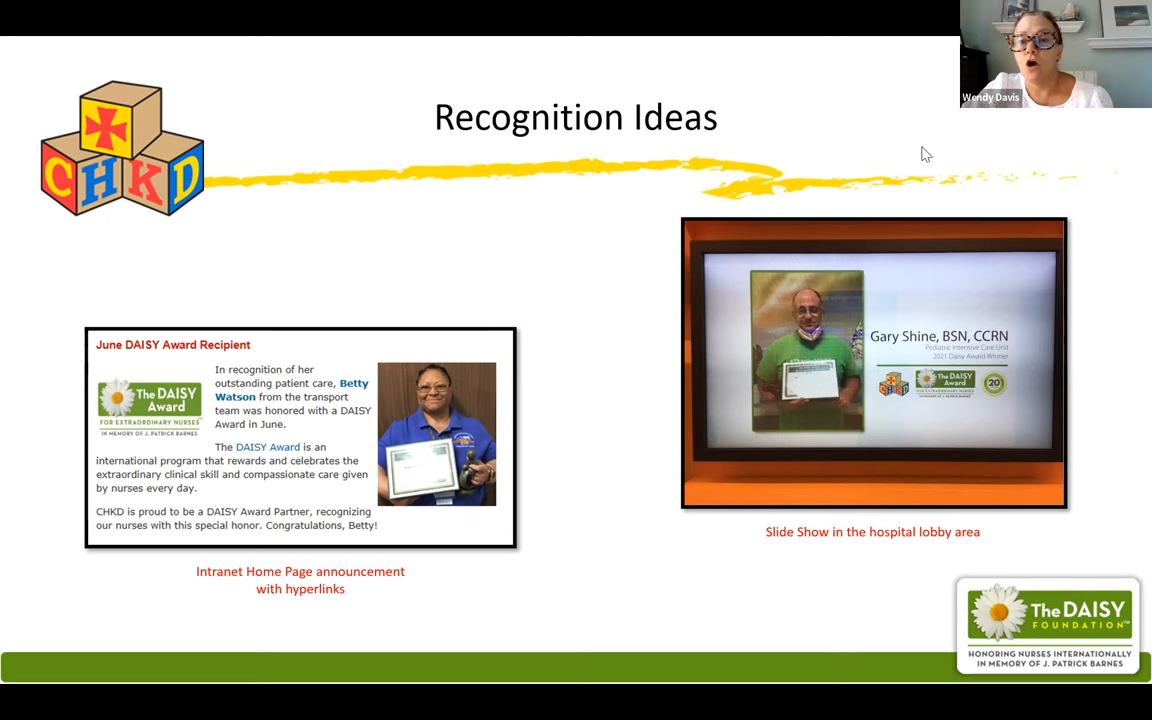 Wendy Davis
CHKD
Recognition Ideas
June DAISY Award Recipient
The DAISY
Award
FOR EXTRAORDINARY NURSES™
IN MEMORY OF J. PATRICK BARNES
In recognition of her
outstanding patient care, Betty
Watson from the transport
team was honored with a DAISY
Award in June.
The DAISY Award is an
international program that rewards and celebrates the
extraordinary clinical skill and compassionate care given
by nurses every day.
CHKD is proud to be a DAISY Award Partner, recognizing
our nurses with this special honor. Congratulations, Betty!
Intranet Home Page announcement
with hyperlinks
Gary Shine, BSN, CCRN
Pediatric Intensive Care Unit
2021 Daisy Award Winner
The DAISY
Award
20
Slide Show in the hospital lobby area
The DAISY
FOUNDATION™
HONORING NURSES INTERNATIONALLY
IN MEMORY OF J. PATRICK BARNES